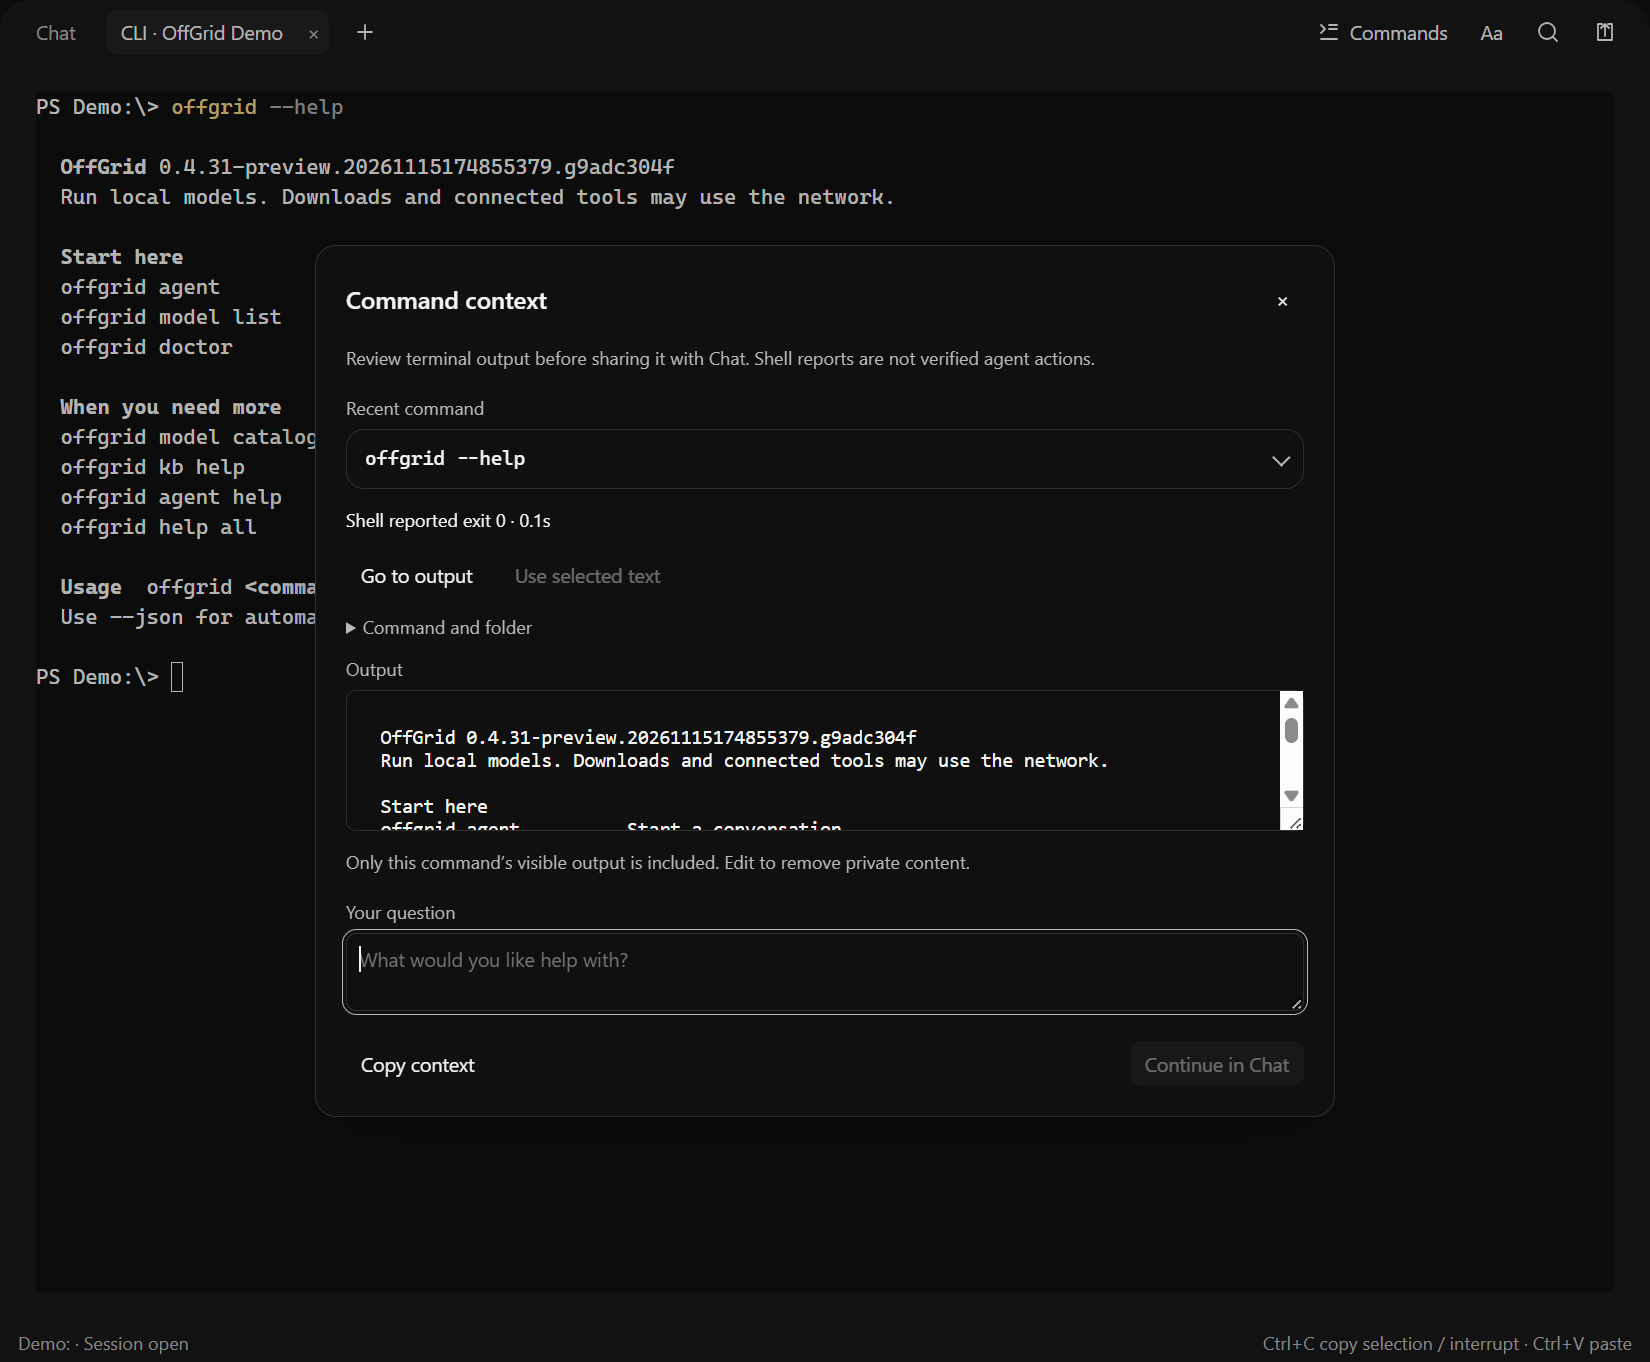 Chat
CLI · OffGrid Demo ×
+
Commands
Aa
PS Demo:\> offgrid --help
OffGrid 0.4.31-preview.20261115174855379.g9adc304f
Run local models. Downloads and connected tools may use the network.
Start here
offgrid agent
offgrid model list
offgrid doctor
When you need more
offgrid model catalog
offgrid kb help
offgrid agent help
offgrid help all
Usage offgrid <comma
Use --json for automa
PS Demo:\>
Command context ×
Review terminal output before sharing it with Chat. Shell reports are not verified agent actions.
Recent command
offgrid --help
Shell reported exit 0 · 0.1s
Go to output
Use selected text
Command and folder
Output
OffGrid 0.4.31-preview.20261115174855379.g9adc304f
Run local models. Downloads and connected tools may use the network.
Start here
offgrid agent Start a conversation
Only this command’s visible output is included. Edit to remove private content.
Your question
What would you like help with?
Copy context
Continue in Chat
Demo: · Session open
Ctrl+C copy selection / interrupt · Ctrl+V paste